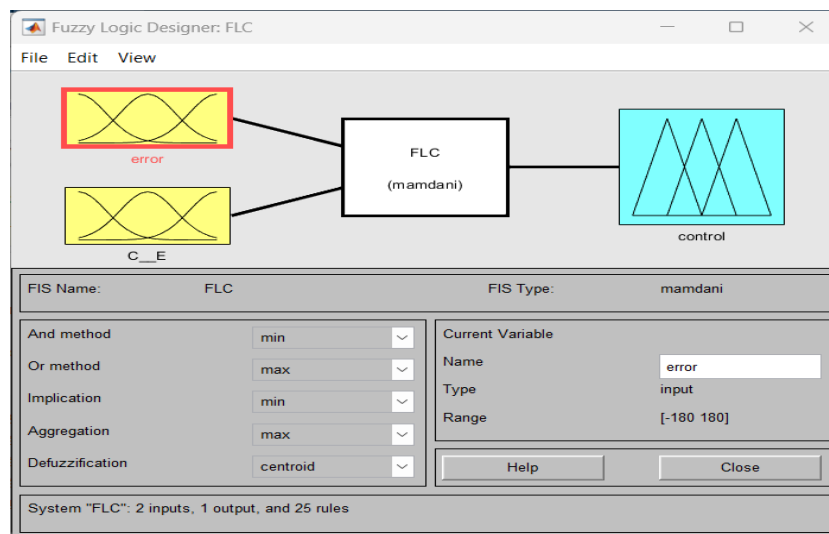 Fuzzy Logic Designer: FLC
File Edit View
error
C__E
FLC
(mamdani)
control
FIS Name: FLC FIS Type: mamdani
And method min
Or method max
Implication min
Aggregation max
Defuzzification centroid
Current Variable
Name error
Type input
Range [-180 180]
Help Close
System "FLC": 2 inputs, 1 output, and 25 rules